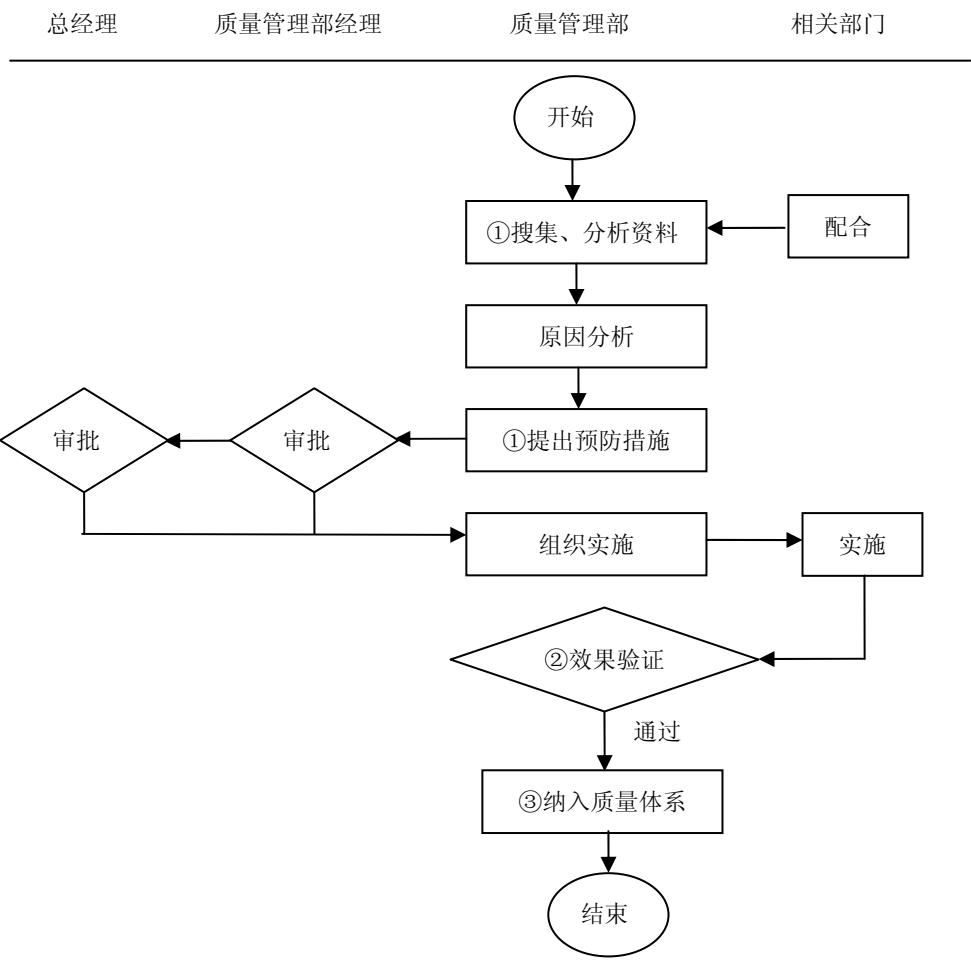 总经理 质量管理部经理 质量管理部 相关部门
开始
①搜集、分析资料
配合
原因分析
审批
审批
①提出预防措施
组织实施
实施
②效果验证
通过
③纳入质量体系
结束